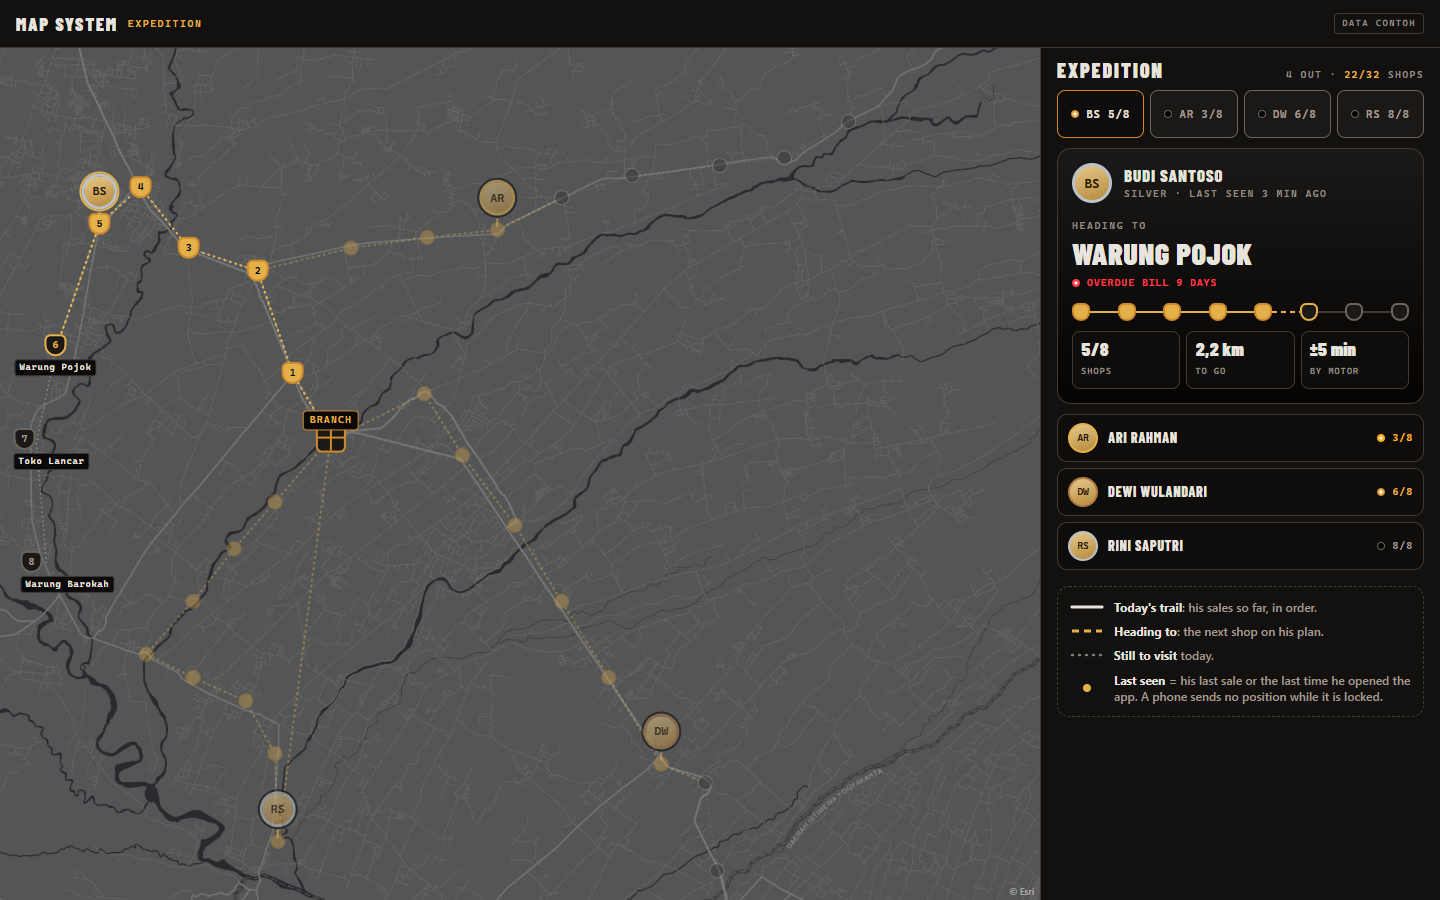 MAP SYSTEM EXPEDITION
DATA CONTOH
EXPEDITION
4 OUT · 22/32 SHOPS
BS 5/8
AR 3/8
DW 6/8
RS 8/8
BS
BUDI SANTOSO
SILVER · LAST SEEN 3 MIN AGO
HEADING TO
WARUNG POJOK
OVERDUE BILL 9 DAYS
5/8
SHOPS
2,2 km
TO GO
±5 min
BY MOTOR
AR
ARI RAHMAN
3/8
DW
DEWI WULANDARI
6/8
RS
RINI SAPUTRI
8/8
Today's trail: his sales so far, in order.
Heading to: the next shop on his plan.
Still to visit today.
Last seen = his last sale or the last time he opened the
app. A phone sends no position while it is locked.
BS
4
5
3
2
AR
6
Warung Pojok
1
BRANCH
7
Toko Lancar
8
Warung Barokah
DW
RS
DAERAH ISTIMEWA YOGYAKARTA
© Esri